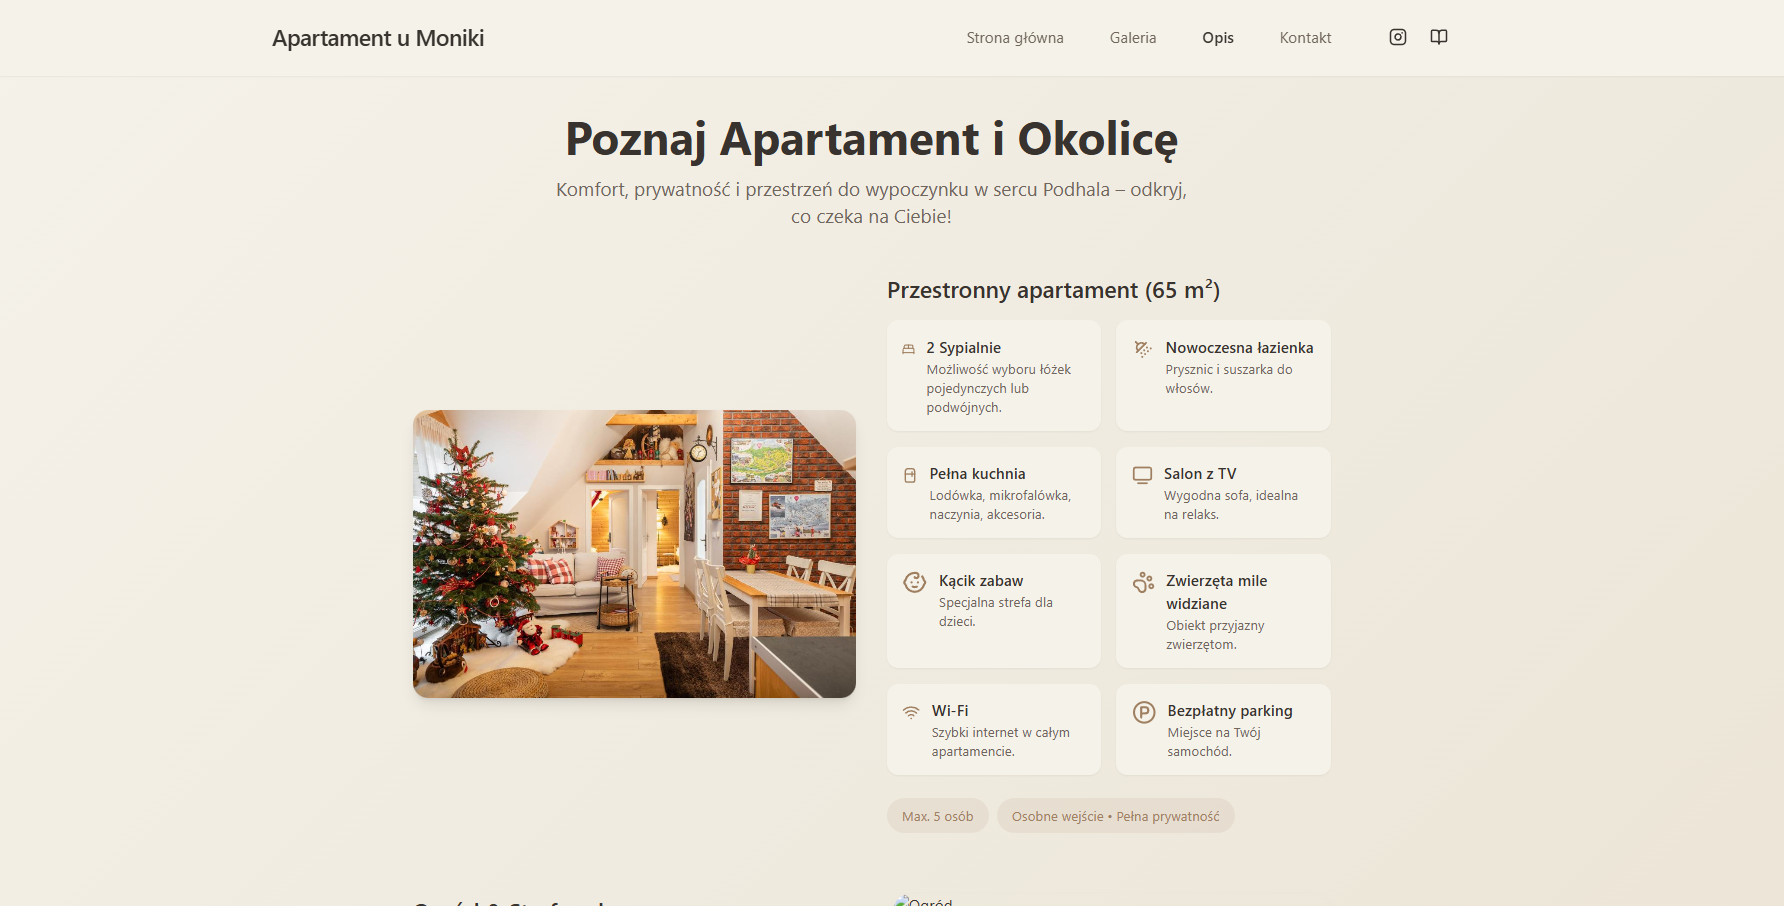 Apartament u Moniki
Strona główna
Galeria
Opis
Kontakt
Poznaj Apartament i Okolicę
Komfort, prywatność i przestrzeń do wypoczynku w sercu Podhala – odkryj,
co czeka na Ciebie!
Przestronny apartament (65 m²)
2 Sypialnie
Możliwość wyboru łóżek
pojedynczych lub
podwójnych.
Nowoczesna łazienka
Prysznic i suszarka do
włosów.
Pełna kuchnia
Lodówka, mikrofalówka,
naczynia, akcesoria.
Salon z TV
Wygodna sofa, idealna
na relaks.
Kącik zabaw
Specjalna strefa dla
dzieci.
Zwierzęta mile
widziane
Obiekt przyjazny
zwierzętom.
Wi-Fi
Szybki internet w całym
apartamencie.
Bezpłatny parking
Miejsce na Twój
samochód.
Max. 5 osób
Osobne wejście • Pełna prywatność
Ogród